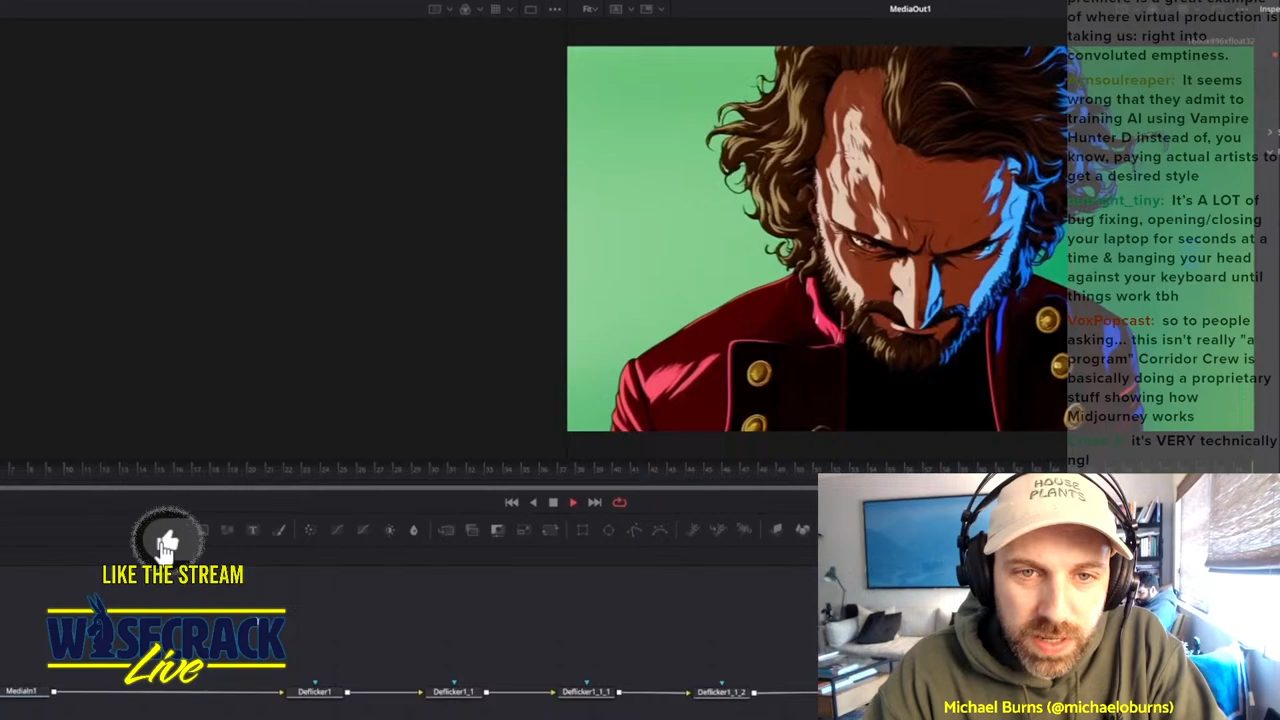 Fit
MediaOut1
Inspe
premiere is a great example
of where virtual production is
taking us: right into
convoluted emptiness.
It seems
wrong that they admit to
training AI using Vampire
Hunter D instead of, you
know, paying actual artists to
get a desired style
It's A LOT of
bug fixing, opening/closing
your laptop for seconds at a
time & banging your head
against your keyboard until
things work tbh
VoxPopcast: so to people
asking... this isn't really "a
program" Corridor Crew is
basically doing a proprietary
stuff showing how
Midjourney works
it's VERY technically
ngl
HOUSE
PLANTS
LIKE THE STREAM
WISECRACK
Live
MediaIn1
Deflicker1
Deflicker1_1
Deflicker1_1_1
Deflicker1_1_2
Michael Burns (@michaeloburns)